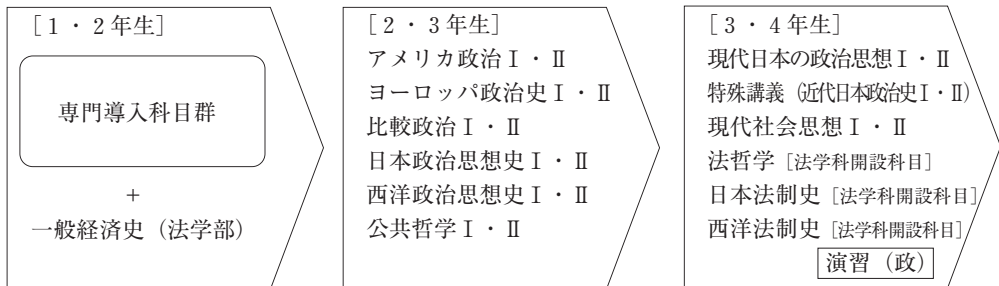 [1・2年生]
専門導入科目群
+
一般経済史(法学部)
[2・3年生]
アメリカ政治Ⅰ・Ⅱ
ヨーロッパ政治史Ⅰ・Ⅱ
比較政治Ⅰ・Ⅱ
日本政治思想史Ⅰ・Ⅱ
西洋政治思想史Ⅰ・Ⅱ
公共哲学Ⅰ・Ⅱ
[3・4年生]
現代日本の政治思想Ⅰ・Ⅱ
特殊講義(近代日本政治史Ⅰ・Ⅱ)
現代社会思想Ⅰ・Ⅱ
法哲学[法学科開設科目]
日本法制史[法学科開設科目]
西洋法制史[法学科開設科目]
演習(政)